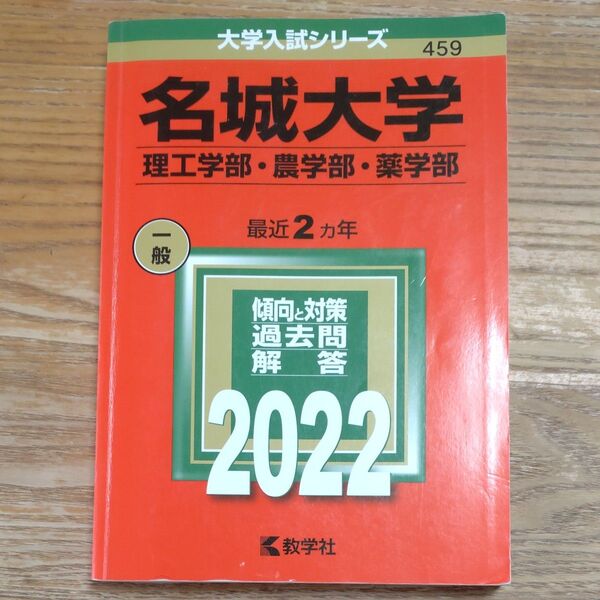 大学入試シリーズ
459
名城大学
理工学部・農学部・薬学部
最近2カ年
一般
傾向と対策
過去問
解答
2022
教学社